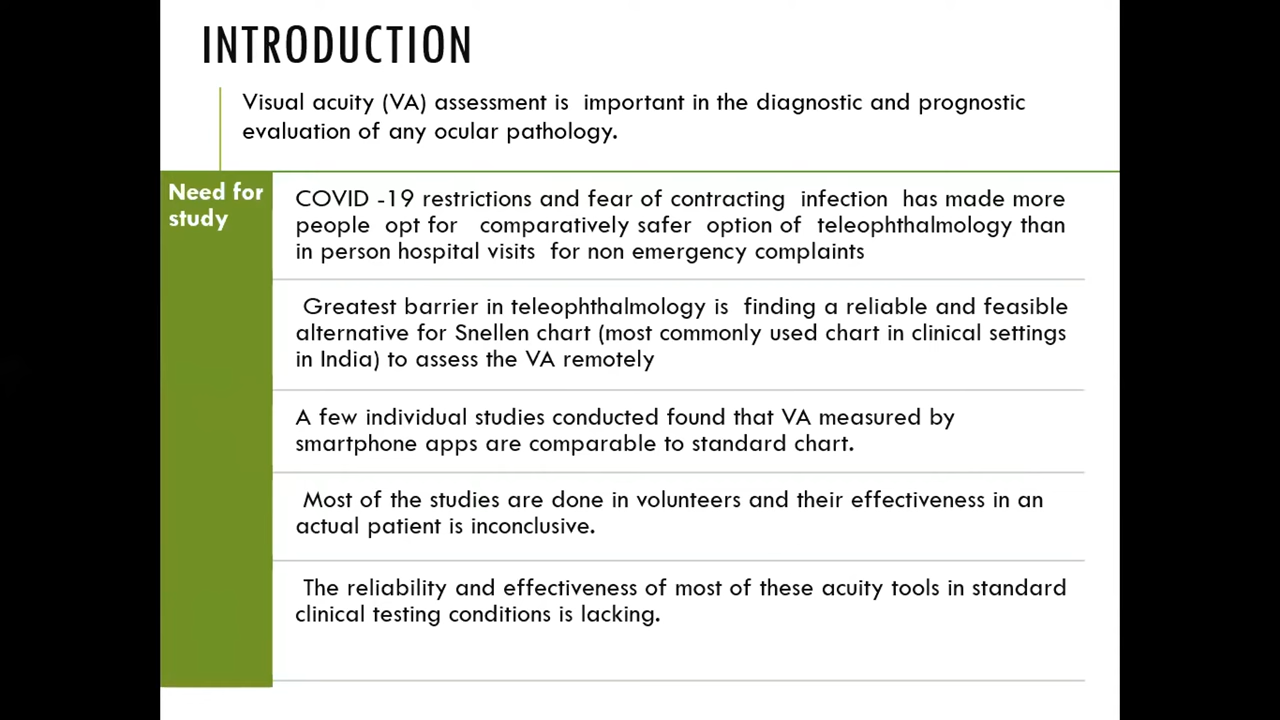 INTRODUCTION
Visual acuity (VA) assessment is important in the diagnostic and prognostic
evaluation of any ocular pathology.
Need for
study
COVID -19 restrictions and fear of contracting infection has made more
people opt for comparatively safer option of teleophthalmology than
in person hospital visits for non emergency complaints
Greatest barrier in teleophthalmology is finding a reliable and feasible
alternative for Snellen chart (most commonly used chart in clinical settings
in India) to assess the VA remotely
A few individual studies conducted found that VA measured by
smartphone apps are comparable to standard chart.
Most of the studies are done in volunteers and their effectiveness in an
actual patient is inconclusive.
The reliability and effectiveness of most of these acuity tools in standard
clinical testing conditions is lacking.